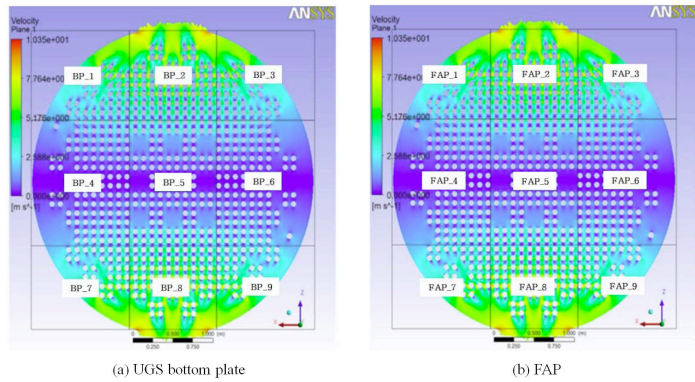 ANSYS
Velocity
Plane 1
1.035e+001
7.764e+000
5.176e+000
2.588e+000
0.000e+000
[m s^-1]
BP_1
BP_2
BP_3
BP_4
BP_5
BP_6
BP_7
BP_8
BP_9
Z
X
0 0.500 1.000 (m)
0.250 0.750
(a) UGS bottom plate
ANSYS
Velocity
Plane 1
1.035e+001
7.764e+000
5.176e+000
2.588e+000
0.000e+000
[m s^-1]
FAP_1
FAP_2
FAP_3
FAP_4
FAP_5
FAP_6
FAP_7
FAP_8
FAP_9
Z
X
0 0.500 1.000 (m)
0.250 0.750
(b) FAP